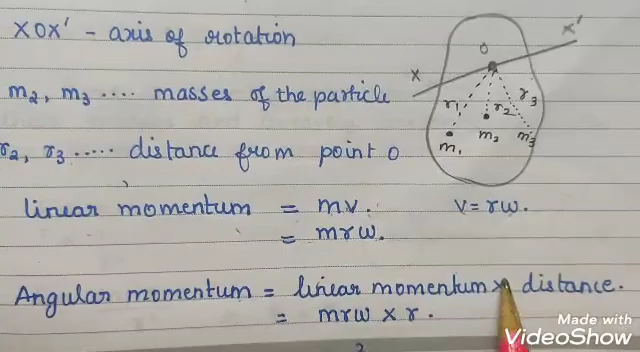 XOX' - axis of rotation
m2, m3 .... masses of the particle
r2, r3 ..... distance from point O
linear momentum = mv. v = rω.
= mrω.
Angular momentum = linear momentum × distance.
= mrω × r.
X
O
X'
r1
r2
r3
m1
m2
m3
Made with
VideoShow